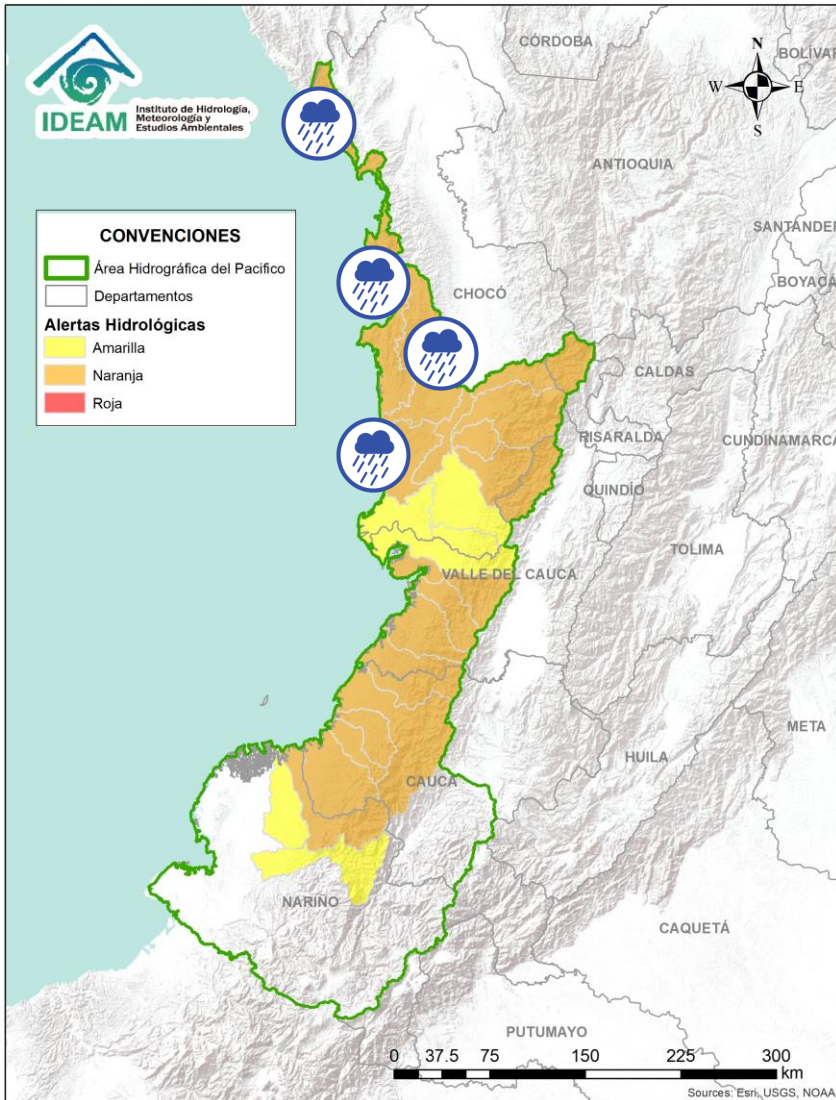 IDEAM
Instituto de Hidrología,
Meteorología y
Estudios Ambientales
CÓRDOBA
BOLÍVAR
N
W
E
S
ANTIOQUIA
SANTANDER
BOYACÁ
CONVENCIONES
Área Hidrográfica del Pacifico
Departamentos
Alertas Hidrológicas
Amarilla
Naranja
Roja
CHOCÓ
CALDAS
RISARALDA
CUNDINAMARCA
QUINDÍO
TOLIMA
VALLE DEL CAUCA
META
HUILA
CAUCA
NARIÑO
CAQUETÁ
PUTUMAYO
0 37.5 75 150 225 300
km
Sources: Esri, USGS, NOAA